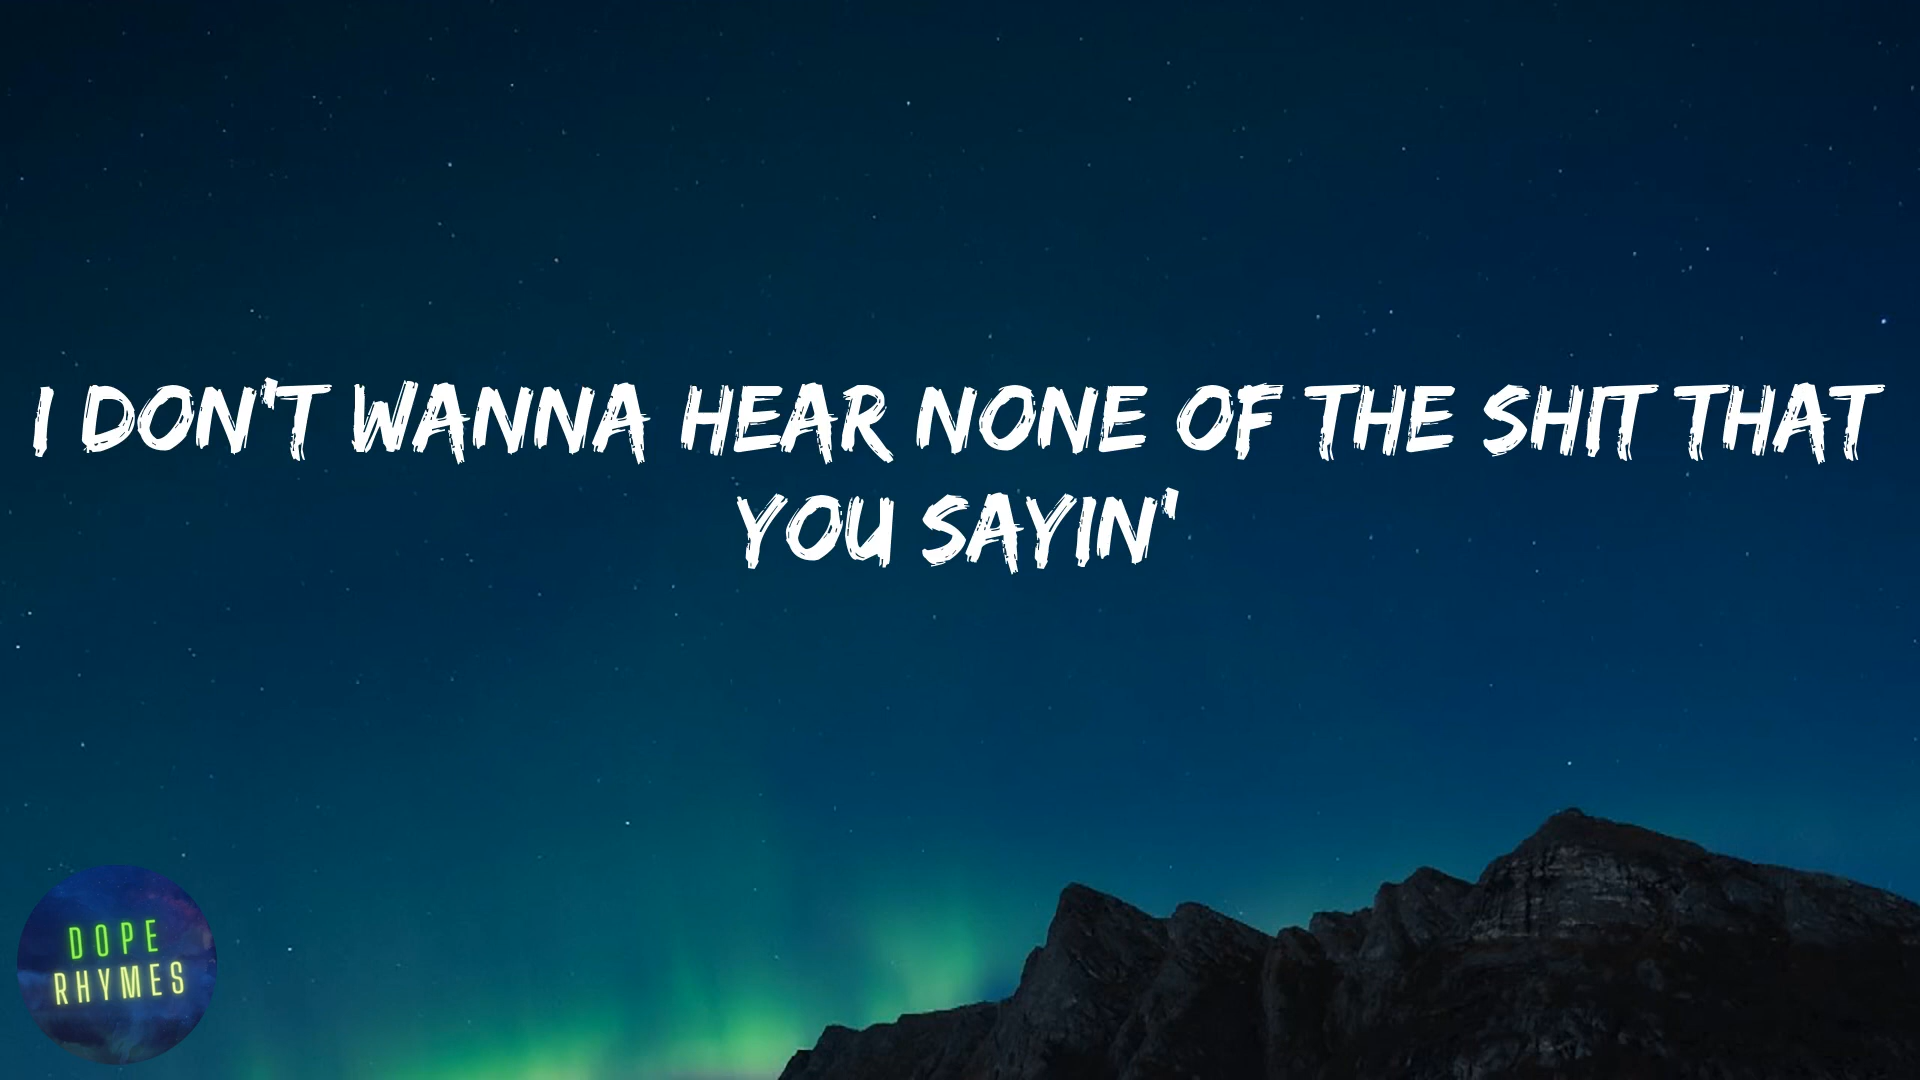 I DON'T WANNA HEAR NONE OF THE SHIT THAT
YOU SAYIN'
DOPE
RHYMES